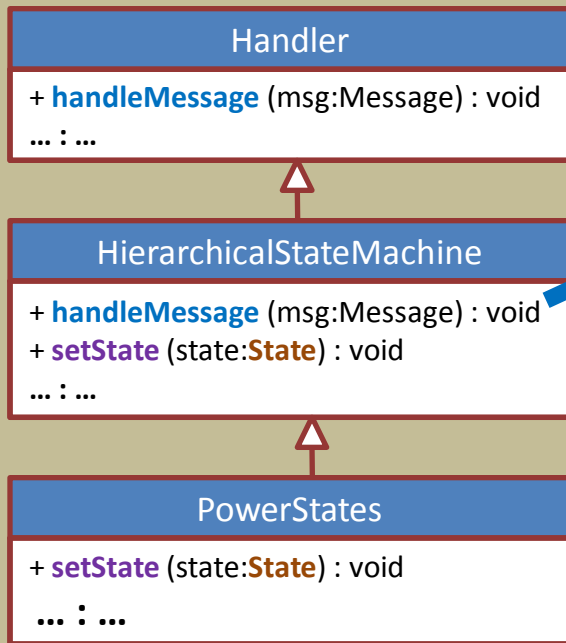 Handler
+ handleMessage (msg:Message) : void
... : ...
HierarchicalStateMachine
+ handleMessage (msg:Message) : void
+ setState (state:State) : void
... : ...
PowerStates
+ setState (state:State) : void
... : ...